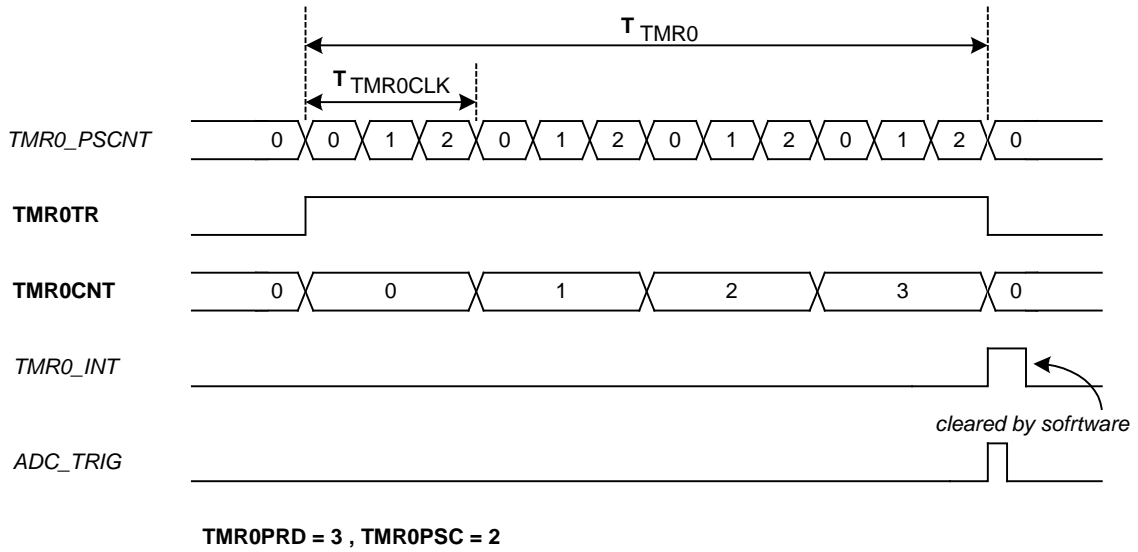 T TMR0
T TMR0CLK
TMR0_PSCNT 0 0 1 2 0 1 2 0 1 2 0 1 2 0
TMR0TR
TMR0CNT 0 0 1 2 3 0
TMR0_INT
cleared by sofrtware
ADC_TRIG
TMR0PRD = 3 , TMR0PSC = 2